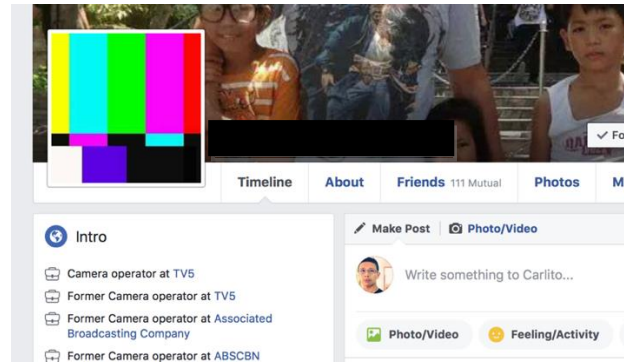 Fo
Timeline About Friends 111 Mutual Photos M
Intro
Camera operator at TV5
Former Camera operator at TV5
Former Camera operator at Associated
Broadcasting Company
Former Camera operator at ABSCBN
Make Post Photo/Video
Write something to Carlito...
Photo/Video Feeling/Activity